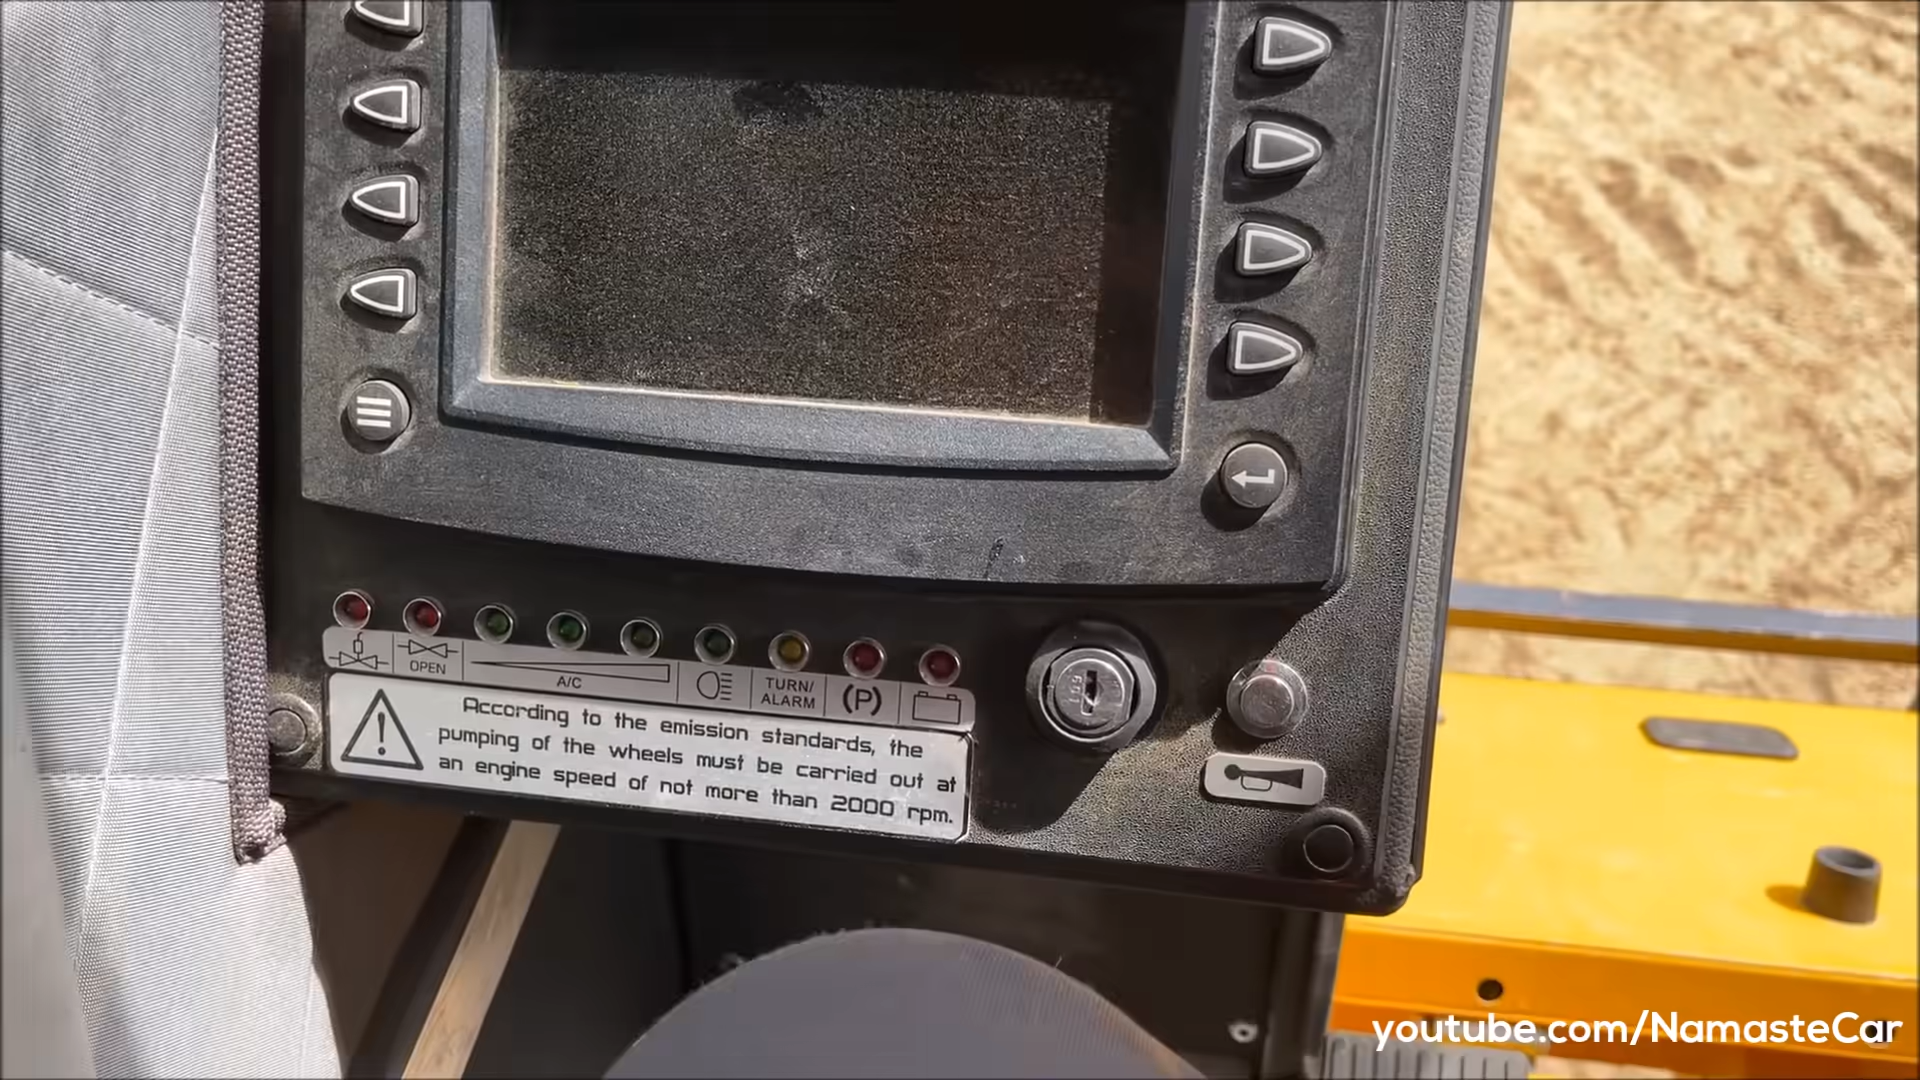 OPEN
A/C
TURN/
ALARM
(P)
According to the emission standards, the
pumping of the wheels must be carried out at
an engine speed of not more than 2000 rpm.
youtube.com/NamasteCar